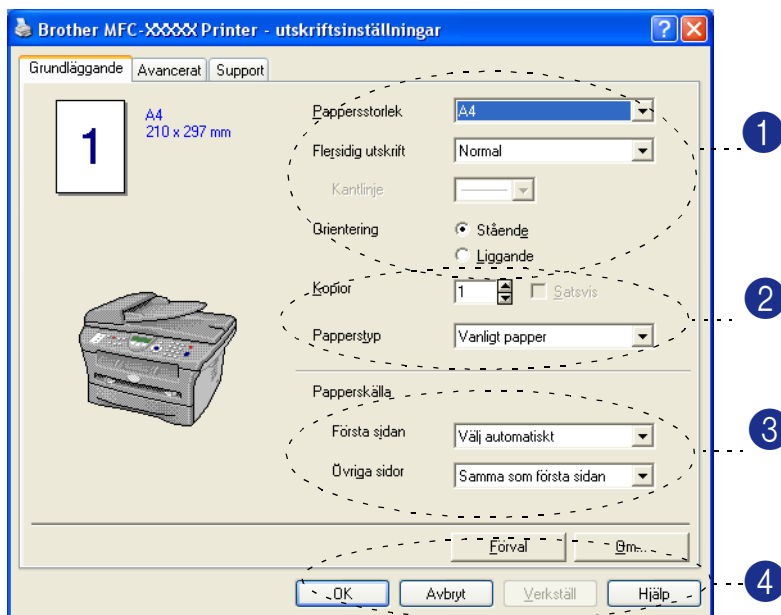 Brother MFC-XXXXX Printer - utskriftsinställningar
Grundläggande Avancerat Support
1
A4
210 x 297 mm
Pappersstorlek A4
Flersidig utskrift Normal
Kantlinje
Orientering Stående
Liggande
1
Kopior 1 Satsvis
Papperstyp Vanligt papper
2
Papperskälla
Första sidan Välj automatiskt
Övriga sidor Samma som första sidan
3
Förval Om...
OK Avbryt Verkställ Hjälp
4